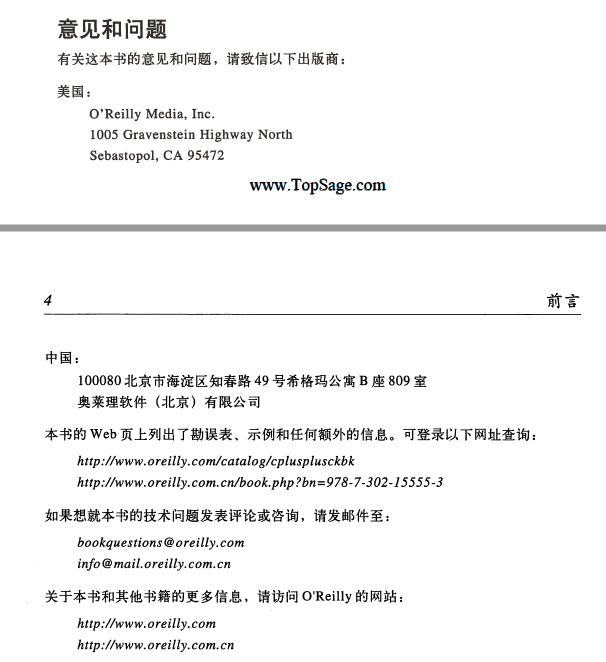 意见和问题
有关这本书的意见和问题，请致信以下出版商：
美国：
O'Reilly Media, Inc.
1005 Gravenstein Highway North
Sebastopol, CA 95472
www.TopSage.com
4 前言
中国：
100080 北京市海淀区知春路 49 号希格玛公寓 B 座 809 室
奥莱理软件（北京）有限公司
本书的 Web 页上列出了勘误表、示例和任何额外的信息。可登录以下网址查询：
http://www.oreilly.com/catalog/cplusplusckbk
http://www.oreilly.com.cn/book.php?bn=978-7-302-15555-3
如果想就本书的技术问题发表评论或咨询，请发邮件至：
bookquestions@oreilly.com
info@mail.oreilly.com.cn
关于本书和其他书籍的更多信息，请访问 O'Reilly 的网站：
http://www.oreilly.com
http://www.oreilly.com.cn